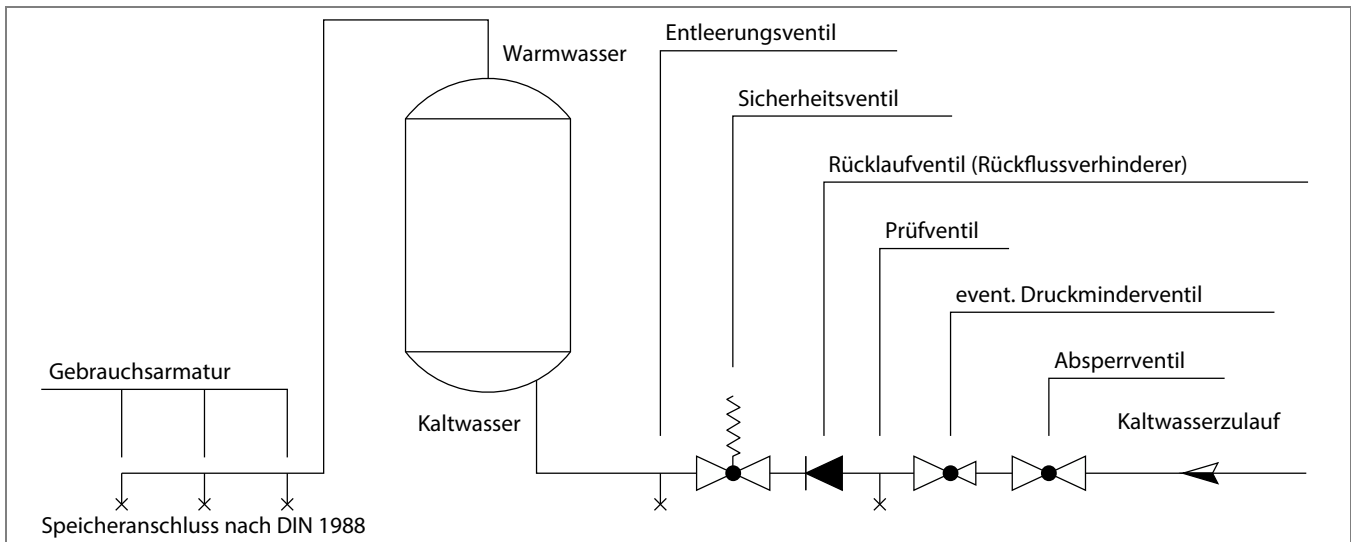 Entleerungsventil
Warmwasser
Sicherheitsventil
Rücklaufventil (Rückflussverhinderer)
Prüfventil
event. Druckminderventil
Absperrventil
Gebrauchsarmatur
Kaltwasser
Kaltwasserzulauf
Speicheranschluss nach DIN 1988